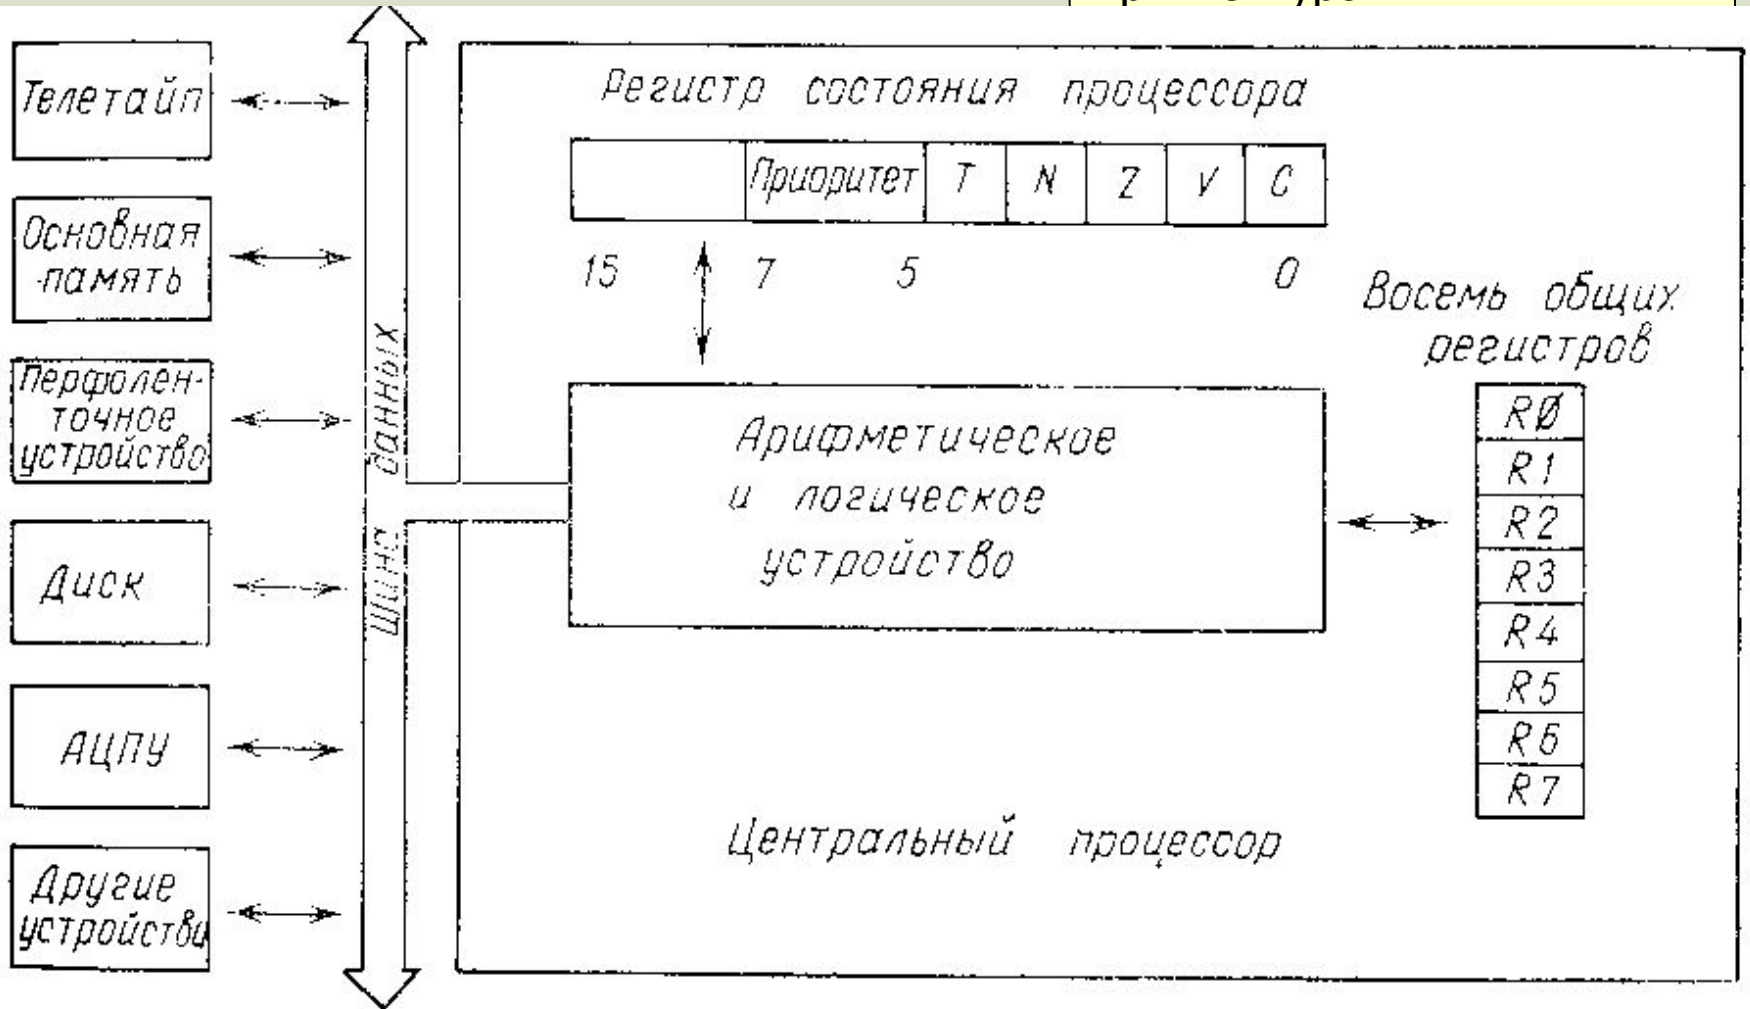 Телетайп
Основная
память
Перфолен-
точное
устройство
Диск
АЦПУ
Другие
устройства
Шина данных
Регистр состояния процессора
Приоритет T N Z V C
15 7 5 0
Арифметическое
и логическое
устройство
Восемь общих
регистров
RØ
R1
R2
R3
R4
R5
R6
R7
Центральный процессор